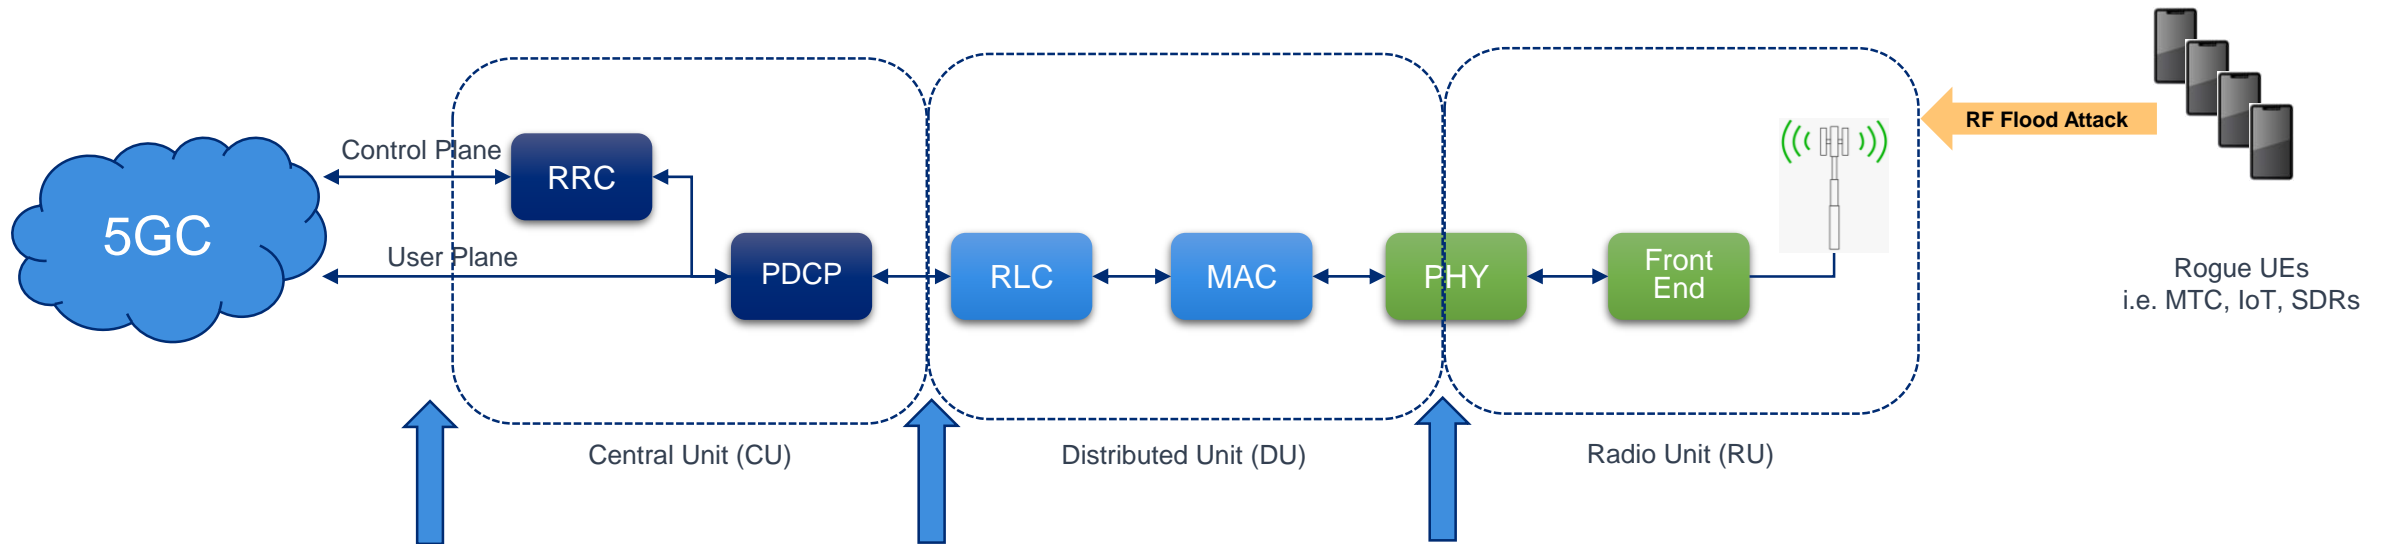 Control Plane
RRC
5GC
User Plane
PDCP
RLC
MAC
PHY
Front
End
RF Flood Attack
Rogue UEs
i.e. MTC, IoT, SDRs
Central Unit (CU)
Distributed Unit (DU)
Radio Unit (RU)